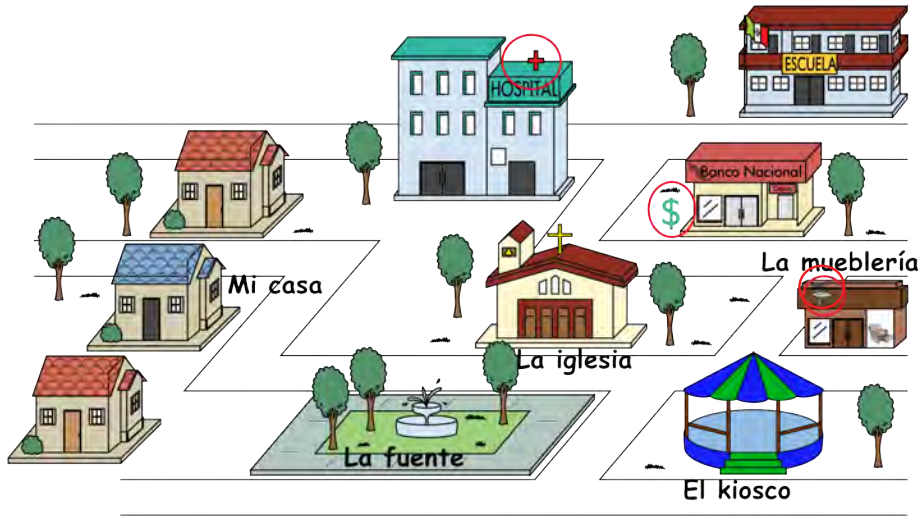 ESCUELA
HOSPITAL
Banco Nacional
$
La mueblería
Mi casa
La iglesia
La fuente
El kiosco